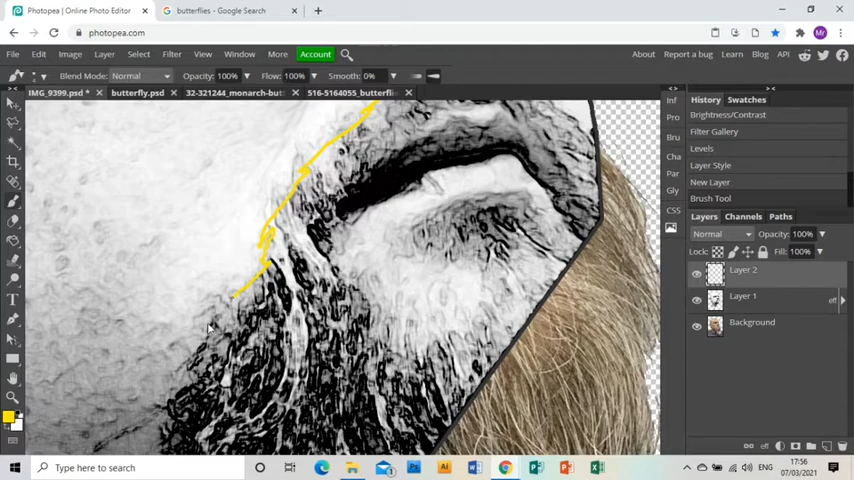 Photopea | Online Photo Editor
butterflies - Google Search
photopea.com
Mr
File Edit Image Layer Select Filter View Window More Account
About Report a bug Learn Blog API
Blend Mode: Normal Opacity: 100% Flow: 100% Smooth: 0%
IMG_9399.psd * butterfly.psd 32-321244_monarch-but 516-5164055_butterfli
Inf
Pro
Bru
Cha
Par
Gly
CSS
History Swatches
Brightness/Contrast
Filter Gallery
Levels
Layer Style
New Layer
Brush Tool
Layers Channels Paths
Normal Opacity: 100%
Lock: Fill: 100%
Layer 2
Layer 1
eff
Background
eff
Type here to search
ENG
17:56
07/03/2021